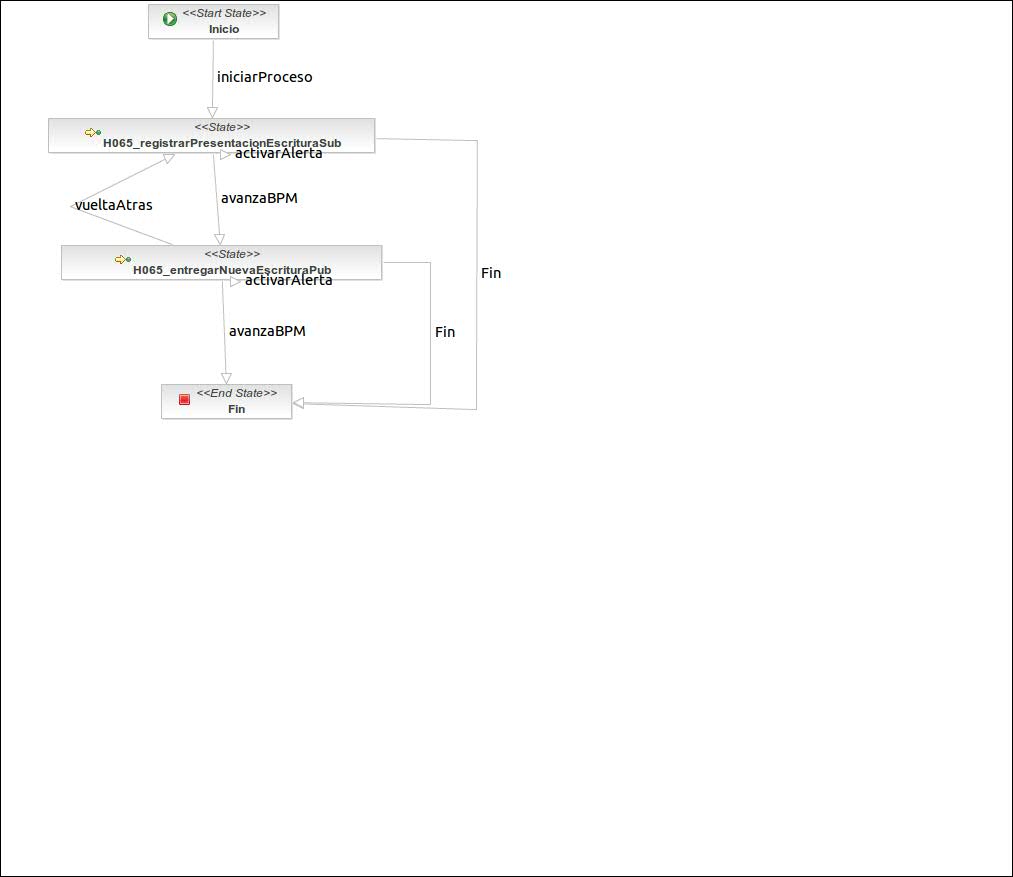 <<Start State>>
Inicio
iniciarProceso
<<State>>
H065_registrarPresentacionEscrituraSub
activarAlerta
avanzaBPM
vueltaAtras
<<State>>
H065_entregarNuevaEscrituraPub
activarAlerta
Fin
avanzaBPM
Fin
<<End State>>
Fin